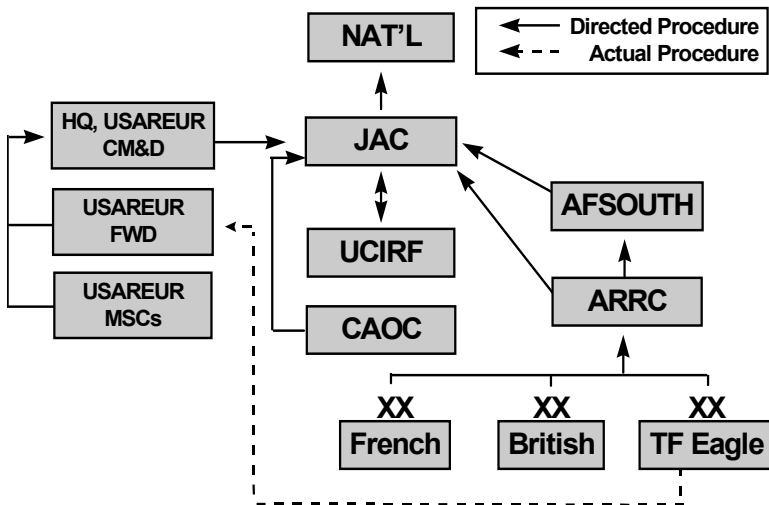 NAT'L
Directed Procedure
Actual Procedure
HQ, USAREUR
CM&D
JAC
USAREUR
FWD
AFSOUTH
UCIRF
USAREUR
MSCs
ARRC
CAOC
XX
French
XX
British
XX
TF Eagle